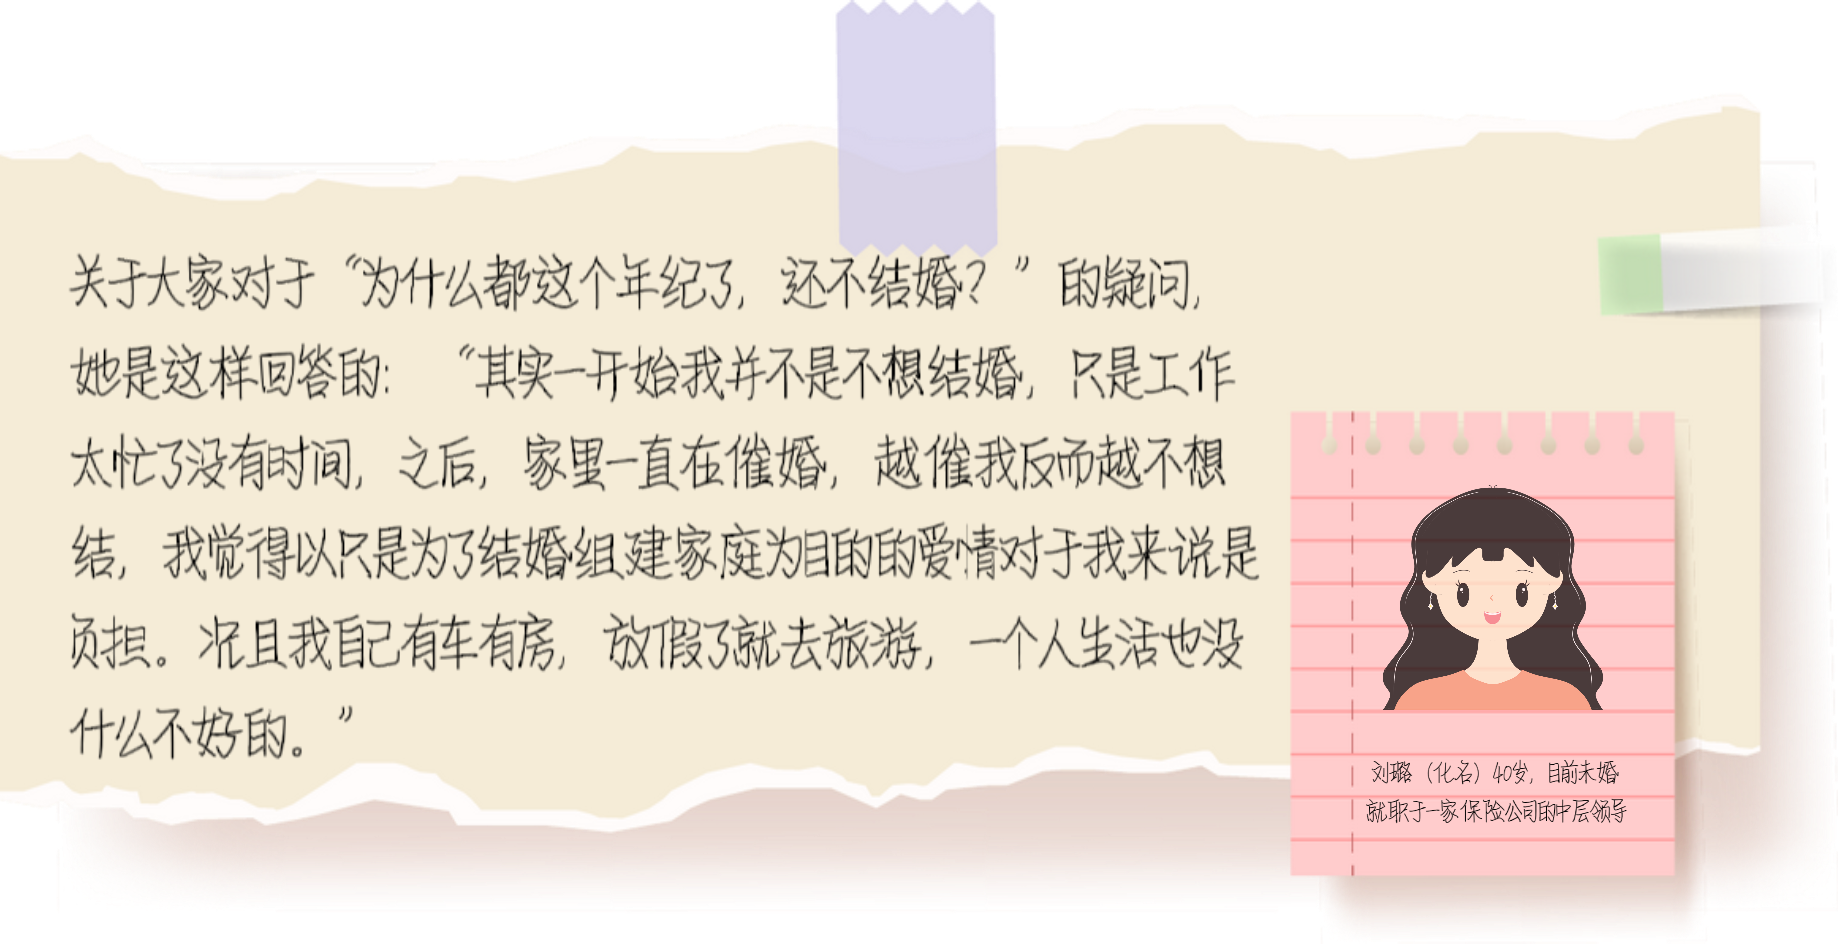 关于大家对于“为什么都这个年纪了，还不结婚？”的疑问，
她是这样回答的：“其实一开始我并不是不想结婚，只是工作
太忙了没有时间，之后，家里一直在催婚，越催我反而越不想
结，我觉得以只是为了结婚组建家庭为目的的爱情对于我来说是
负担。况且我自己有车有房，放假了就去旅游，一个人生活也没
什么不好的。”
刘璐（化名）40岁，目前未婚
就职于一家保险公司的中层领导